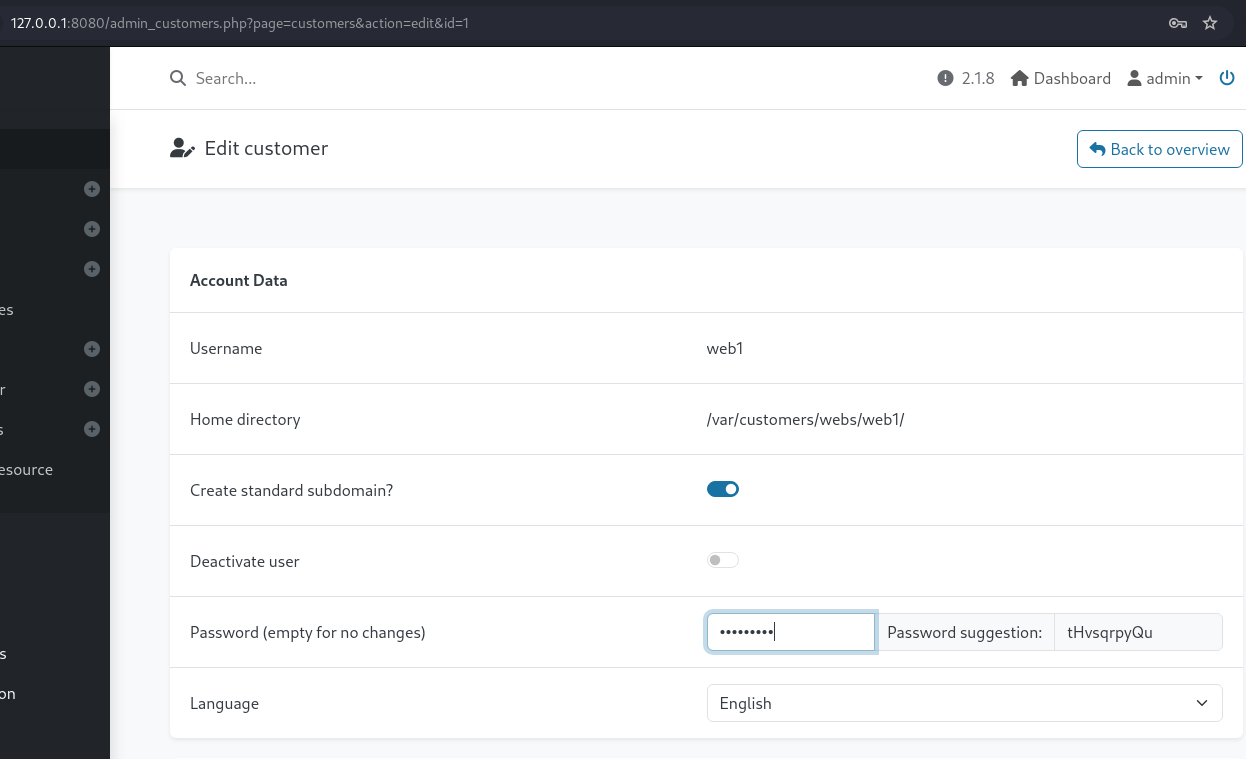 127.0.0.1:8080/admin_customers.php?page=customers&action=edit&id=1
Search...
2.1.8
Dashboard
admin
Edit customer
Back to overview
es
r
s
esource
s
on
Account Data
Username
web1
Home directory
/var/customers/webs/web1/
Create standard subdomain?
Deactivate user
Password (empty for no changes)
•••••••••
Password suggestion:
tHvsqrpyQu
Language
English